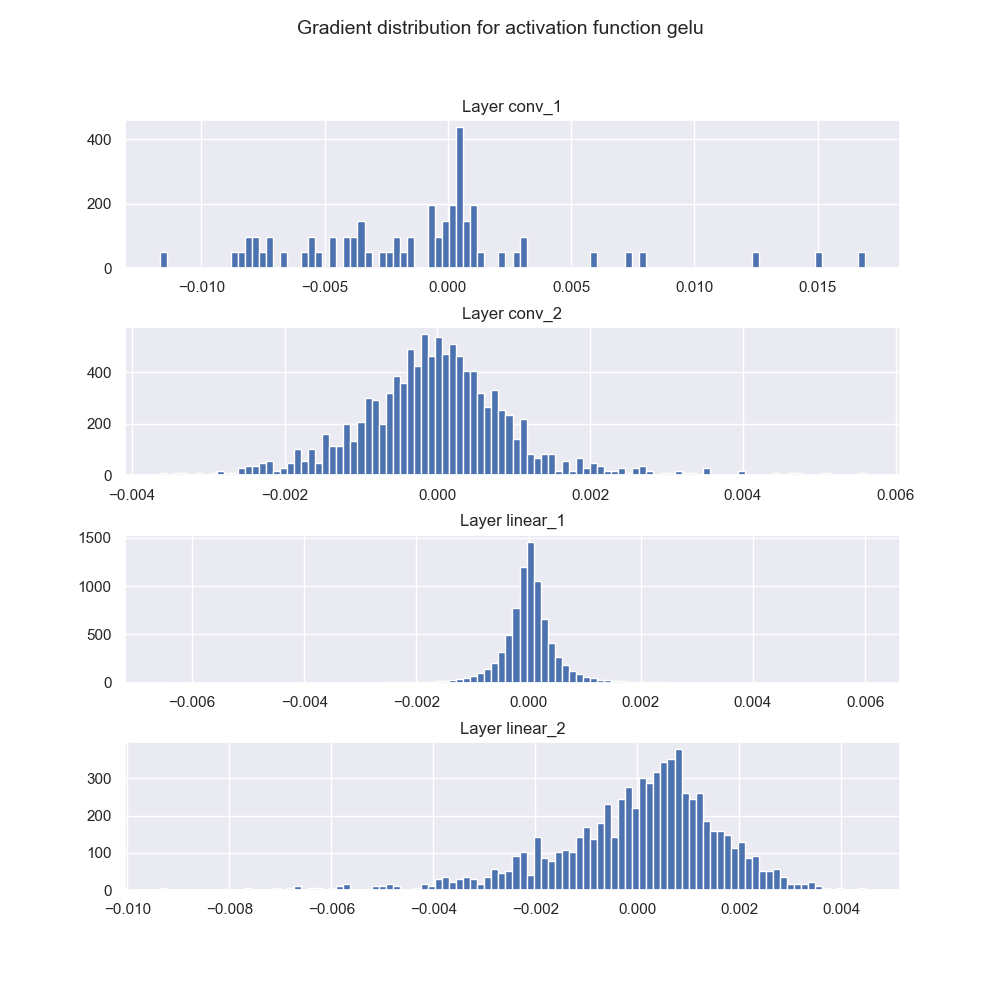 Gradient distribution for activation function gelu
Layer conv_1
400
200
0
−0.010 −0.005 0.000 0.005 0.010 0.015
Layer conv_2
400
200
0
−0.004 −0.002 0.000 0.002 0.004 0.006
Layer linear_1
1500
1000
500
0
−0.006 −0.004 −0.002 0.000 0.002 0.004 0.006
Layer linear_2
300
200
100
0
−0.010 −0.008 −0.006 −0.004 −0.002 0.000 0.002 0.004